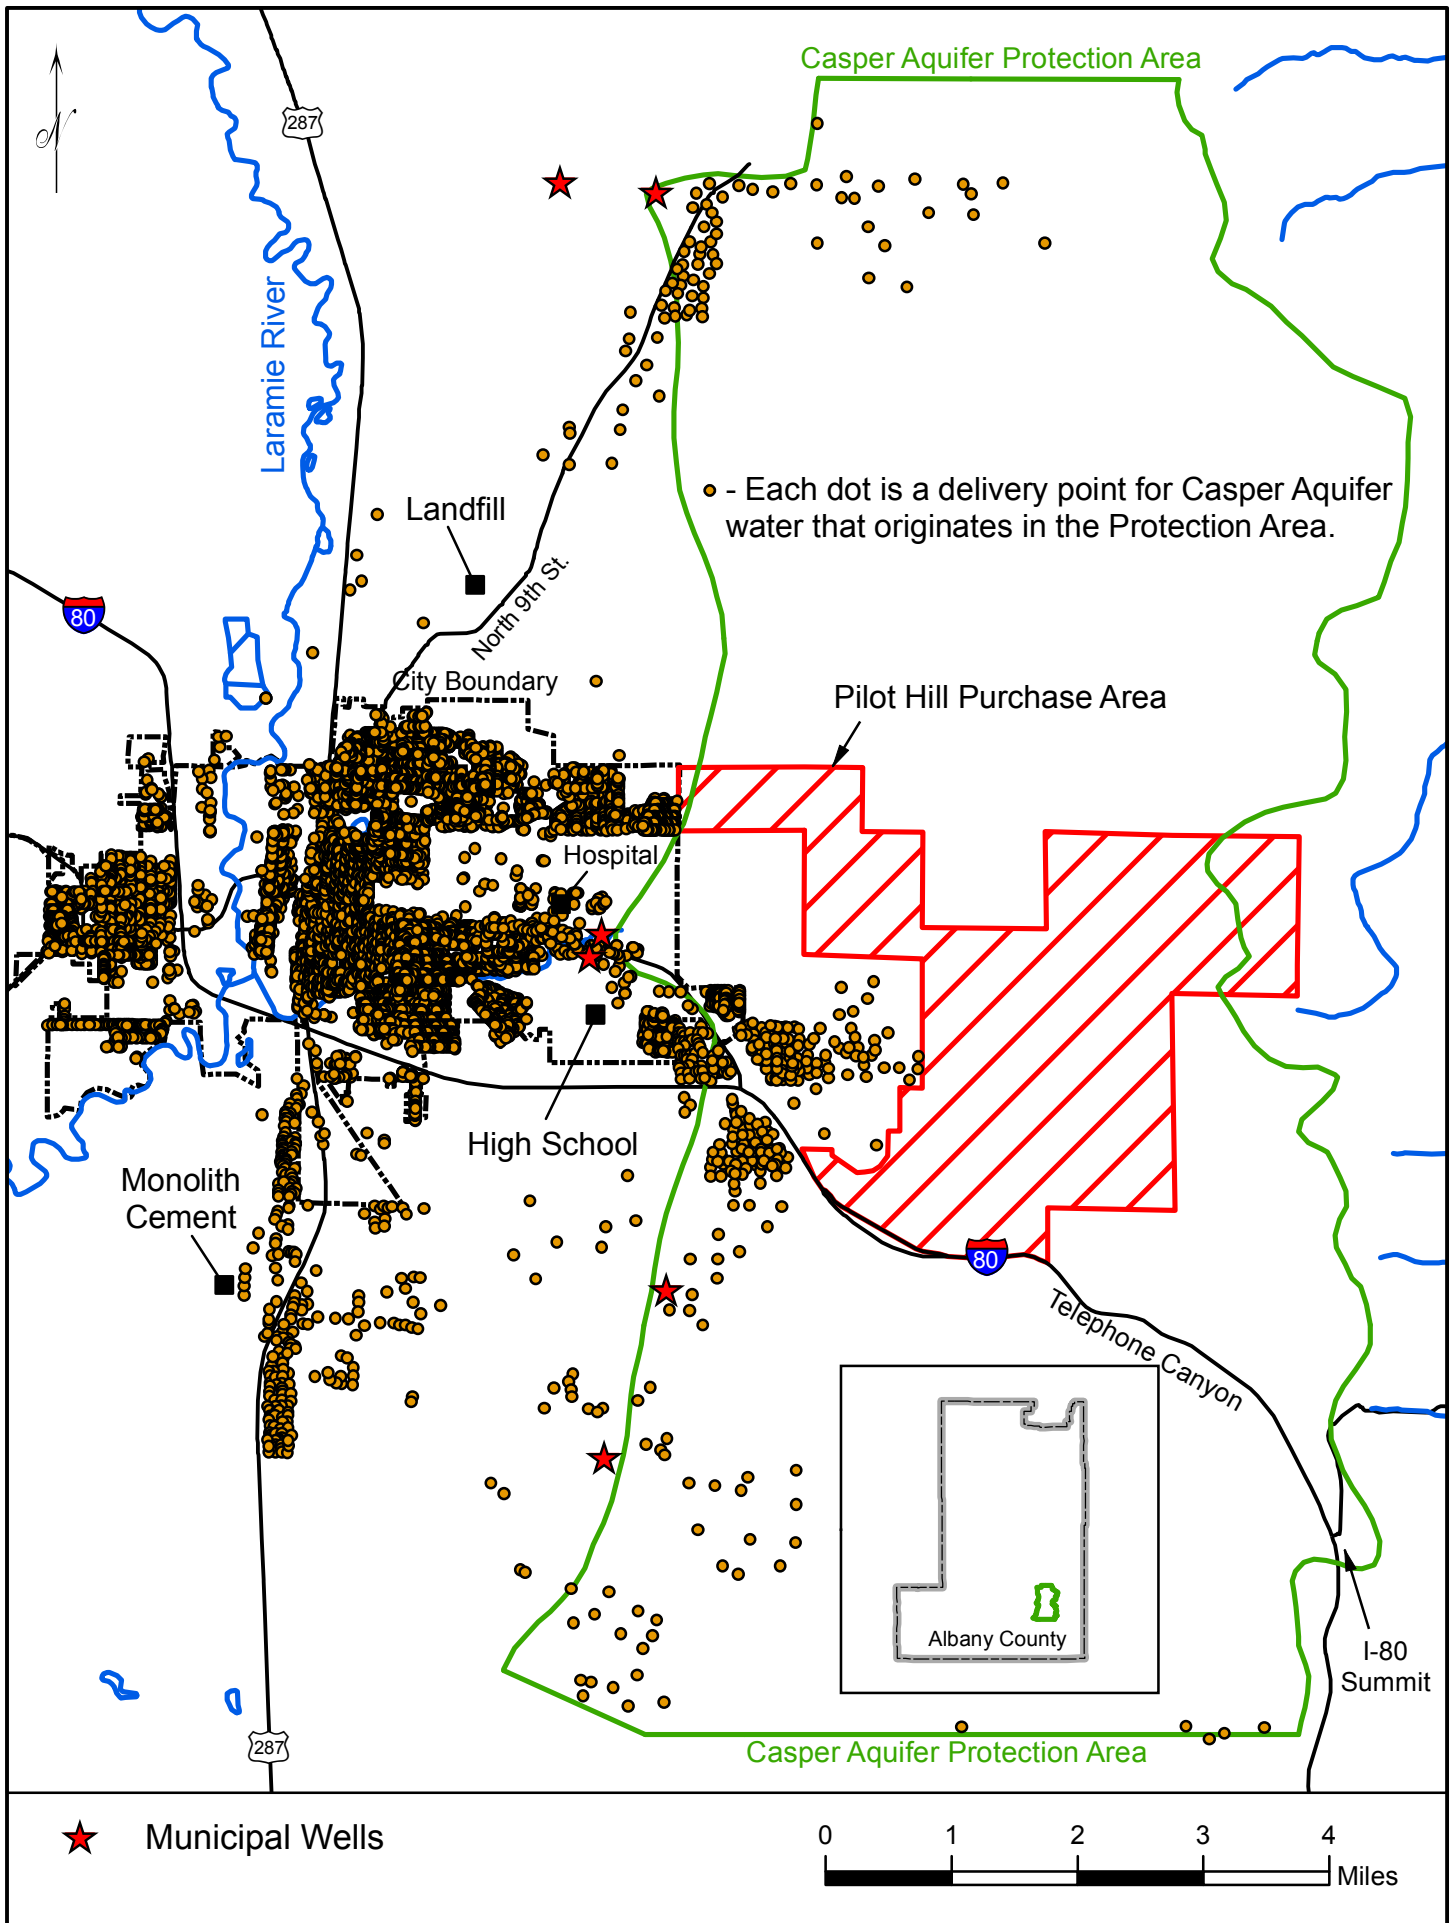 Casper Aquifer Protection Area
N
287
Laramie River
- Each dot is a delivery point for Casper Aquifer
water that originates in the Protection Area.
Landfill
North 9th St.
80
City Boundary
Pilot Hill Purchase Area
Hospital
High School
Monolith
Cement
80
Telephone Canyon
Albany County
I-80
Summit
287
Casper Aquifer Protection Area
Municipal Wells
0 1 2 3 4
Miles